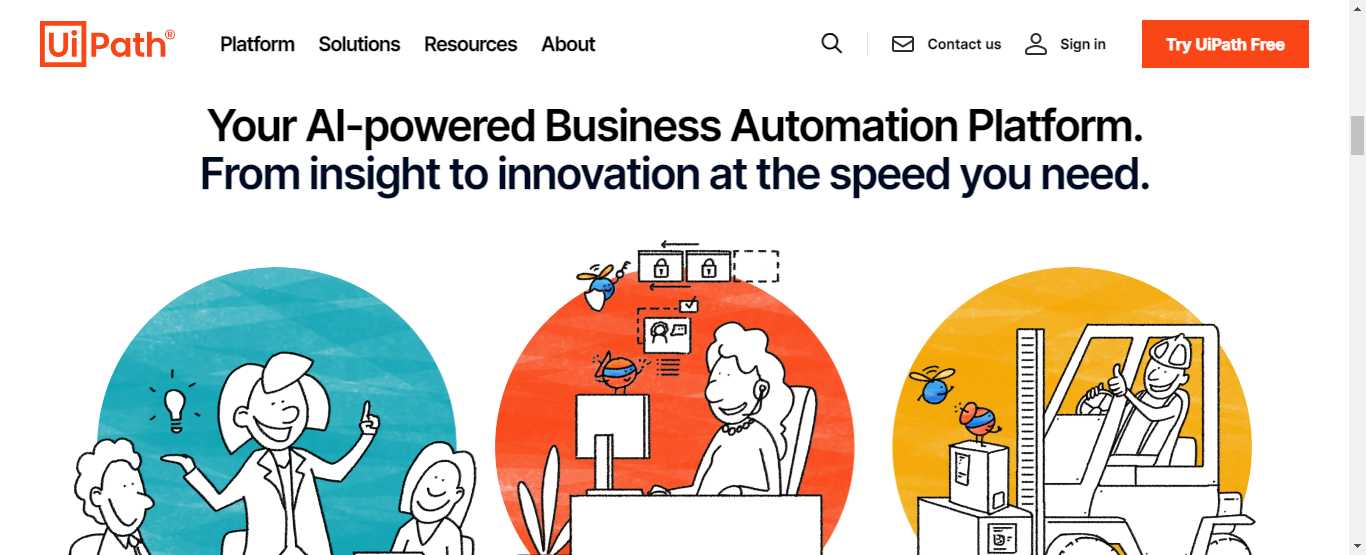 UiPath®
Platform
Solutions
Resources
About
Contact us
Sign in
Try UiPath Free
Your AI-powered Business Automation Platform.
From insight to innovation at the speed you need.